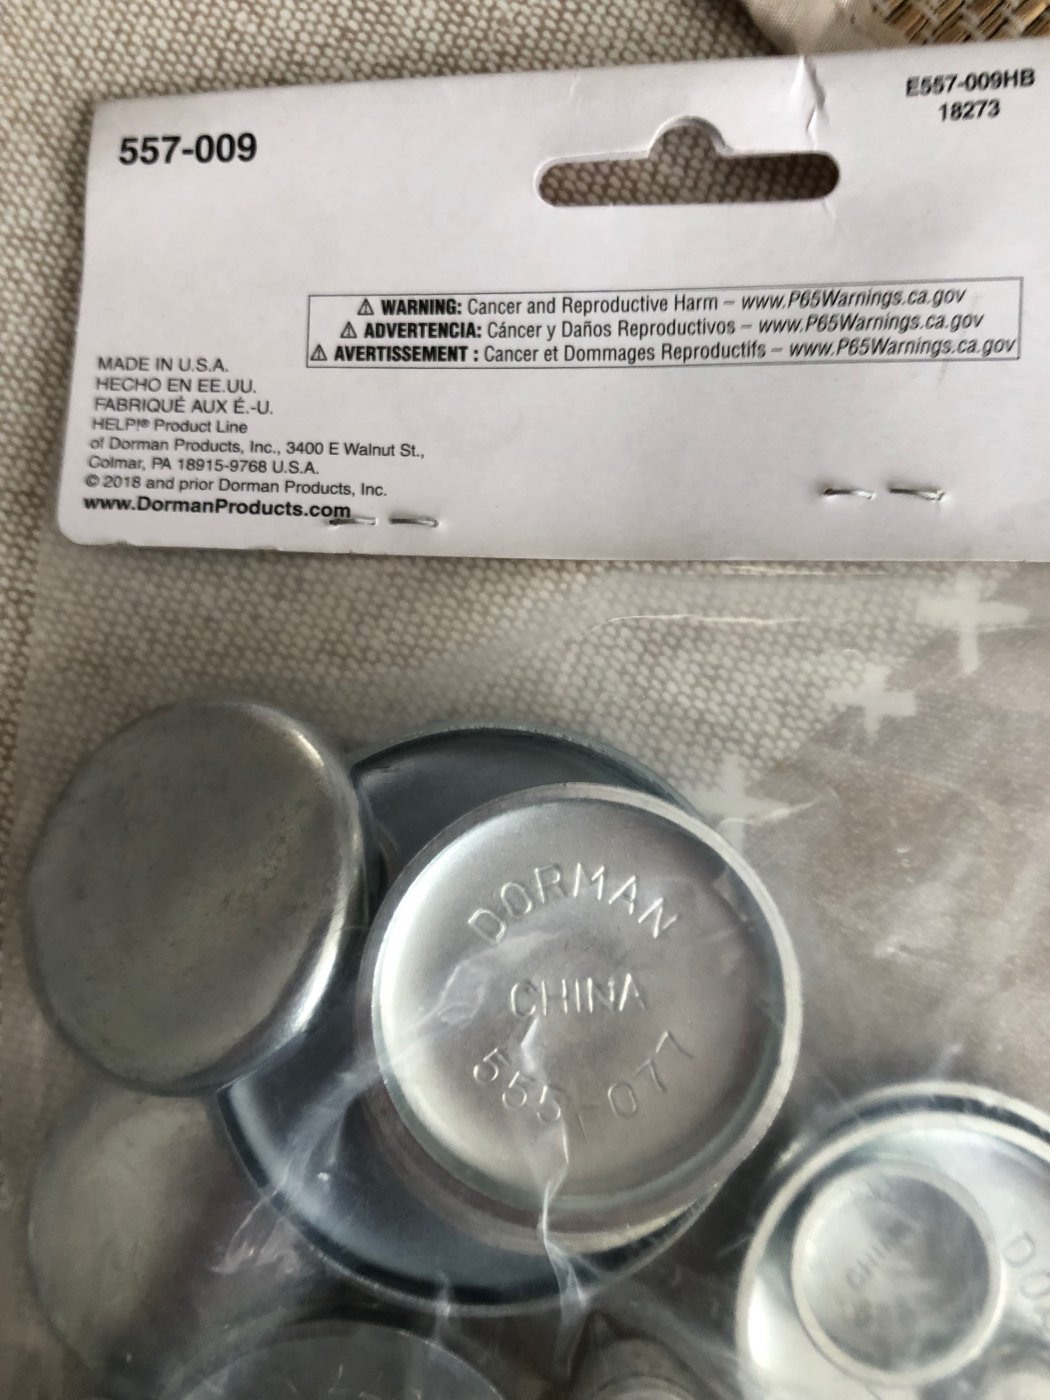 557-009
E557-009HB
18273
⚠ WARNING: Cancer and Reproductive Harm – www.P65Warnings.ca.gov
⚠ ADVERTENCIA: Cáncer y Daños Reproductivos – www.P65Warnings.ca.gov
⚠ AVERTISSEMENT : Cancer et Dommages Reproductifs – www.P65Warnings.ca.gov
MADE IN U.S.A.
HECHO EN EE.UU.
FABRIQUÉ AUX É.-U.
HELP!® Product Line
of Dorman Products, Inc., 3400 E Walnut St.,
Colmar, PA 18915-9768 U.S.A.
© 2018 and prior Dorman Products, Inc.
www.DormanProducts.com
DORMAN
CHINA
555-077